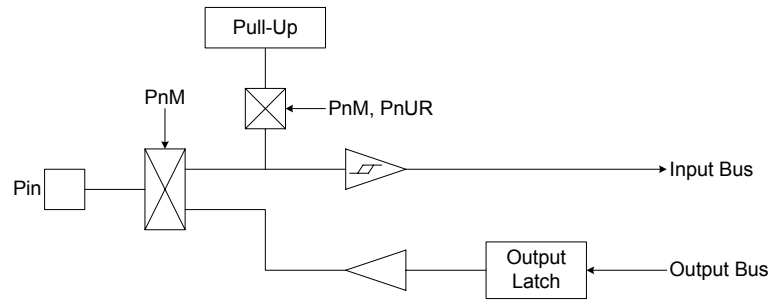 Pull-Up
PnM
PnM, PnUR
Pin
Input Bus
Output
Latch
Output Bus